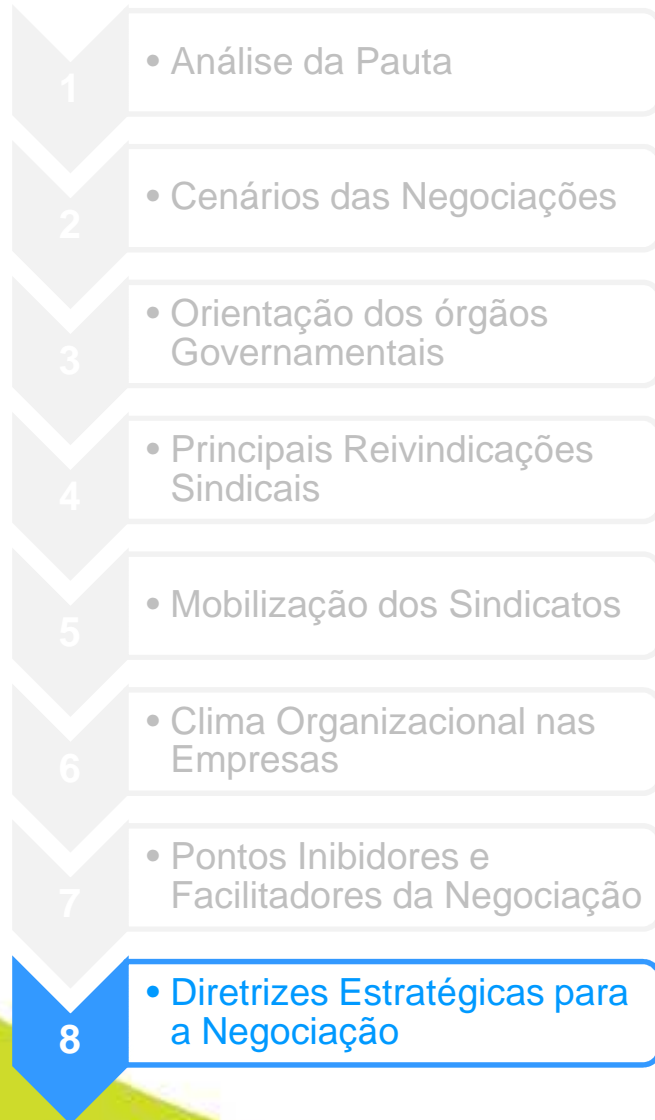 1
• Análise da Pauta
2
• Cenários das Negociações
3
• Orientação dos órgãos
Governamentais
4
• Principais Reivindicações
Sindicais
5
• Mobilização dos Sindicatos
6
• Clima Organizacional nas
Empresas
7
• Pontos Inibidores e
Facilitadores da Negociação
8
• Diretrizes Estratégicas para
a Negociação